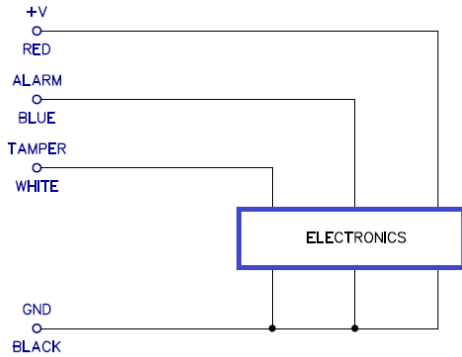 +V
RED
ALARM
BLUE
TAMPER
WHITE
ELECTRONICS
GND
BLACK